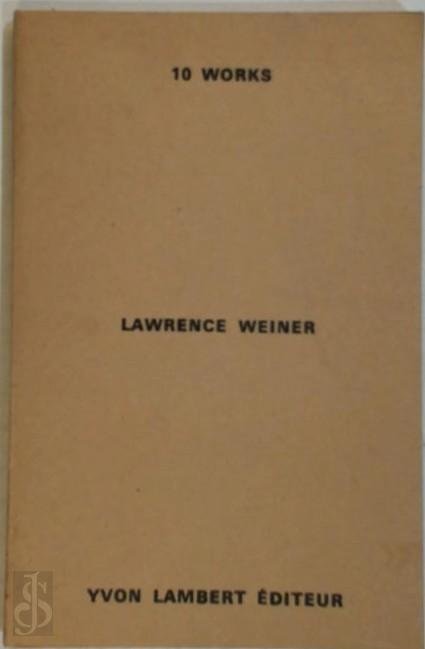 10 WORKS
LAWRENCE WEINER
YVON LAMBERT ÉDITEUR